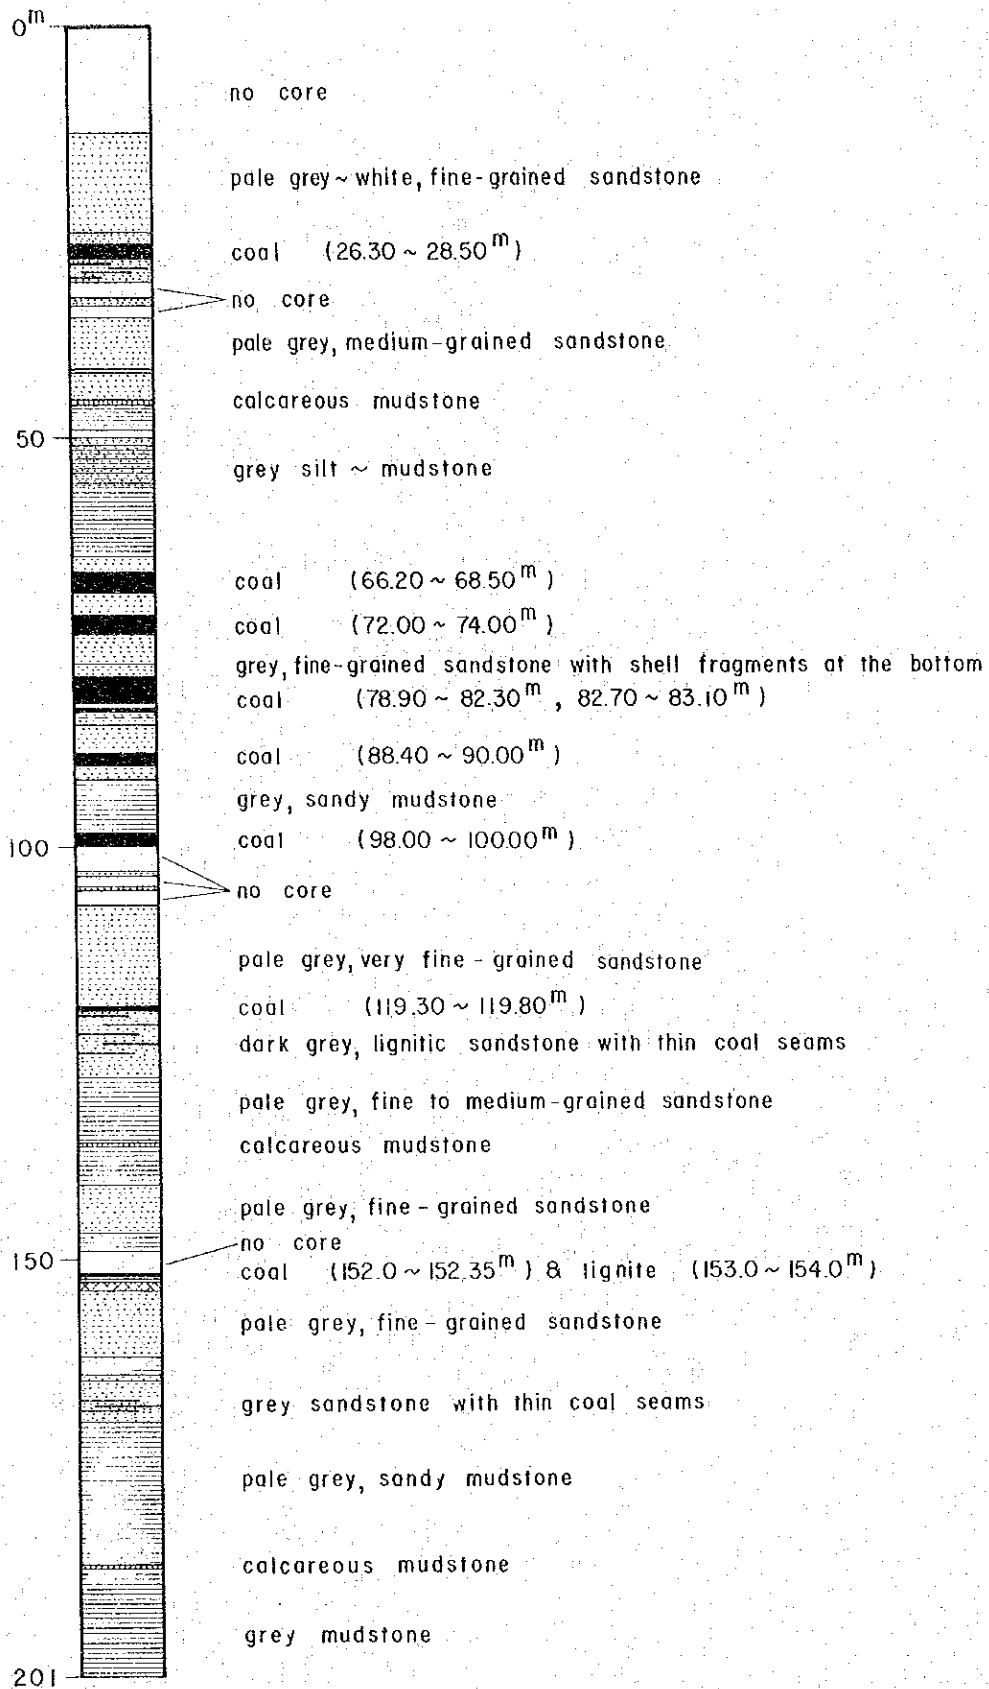 0m
no core
pale grey ~ white, fine-grained sandstone
coal (26.30 ~ 28.50m)
no core
pale grey, medium-grained sandstone
calcareous mudstone
50
grey silt ~ mudstone
coal (66.20 ~ 68.50m)
coal (72.00 ~ 74.00m)
grey, fine-grained sandstone with shell fragments at the bottom
coal (78.90 ~ 82.30m, 82.70 ~ 83.10m)
coal (88.40 ~ 90.00m)
grey, sandy mudstone
coal (98.00 ~ 100.00m)
100
no core
pale grey, very fine-grained sandstone
coal (119.30 ~ 119.80m)
dark grey, lignitic sandstone with thin coal seams
pale grey, fine to medium-grained sandstone
calcareous mudstone
pale grey, fine-grained sandstone
no core
150
coal (152.0 ~ 152.35m) & lignite (153.0 ~ 154.0m)
pale grey, fine-grained sandstone
grey sandstone with thin coal seams
pale grey, sandy mudstone
calcareous mudstone
grey mudstone
201